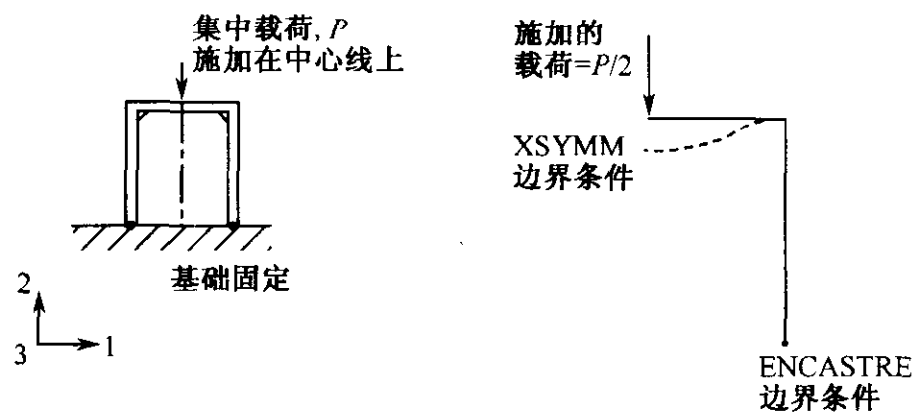 集中载荷, P
施加在中心线上
基础固定
2
3
1
施加的
载荷=P/2
XSYMM
边界条件
ENCASTRE
边界条件